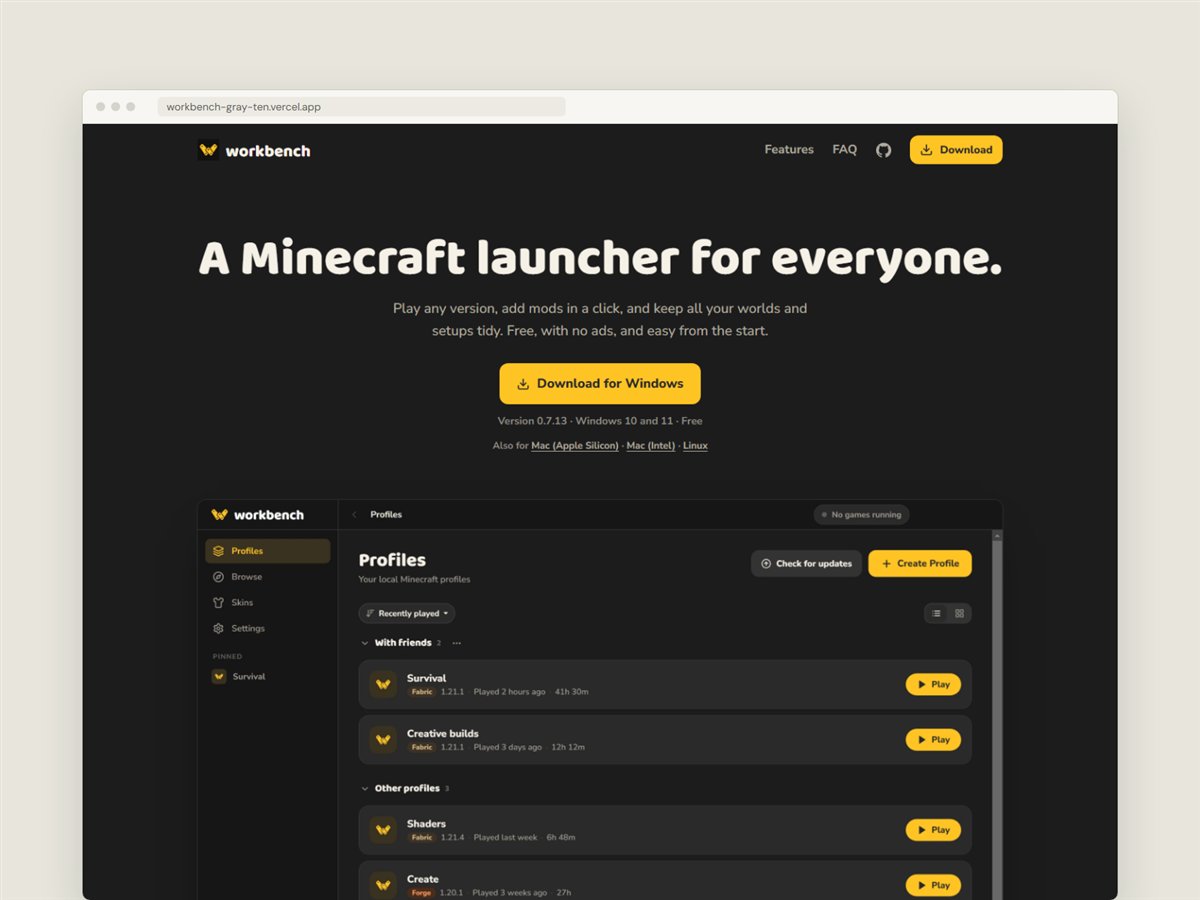 workbench-gray-ten.vercel.app
workbench
Features
FAQ
Download
A Minecraft launcher for everyone.
Play any version, add mods in a click, and keep all your worlds and
setups tidy. Free, with no ads, and easy from the start.
Download for Windows
Version 0.7.13 · Windows 10 and 11 · Free
Also for Mac (Apple Silicon) · Mac (Intel) · Linux
workbench
Profiles
No games running
Profiles
Browse
Skins
Settings
PINNED
Survival
Profiles
Your local Minecraft profiles
Check for updates
Create Profile
Recently played
With friends 2
Survival
Fabric 1.21.1 · Played 2 hours ago · 41h 30m
Play
Creative builds
Fabric 1.21.1 · Played 3 days ago · 12h 12m
Play
Other profiles 3
Shaders
Fabric 1.21.4 · Played last week · 6h 48m
Play
Create
Forge 1.20.1 · Played 3 weeks ago · 27h
Play